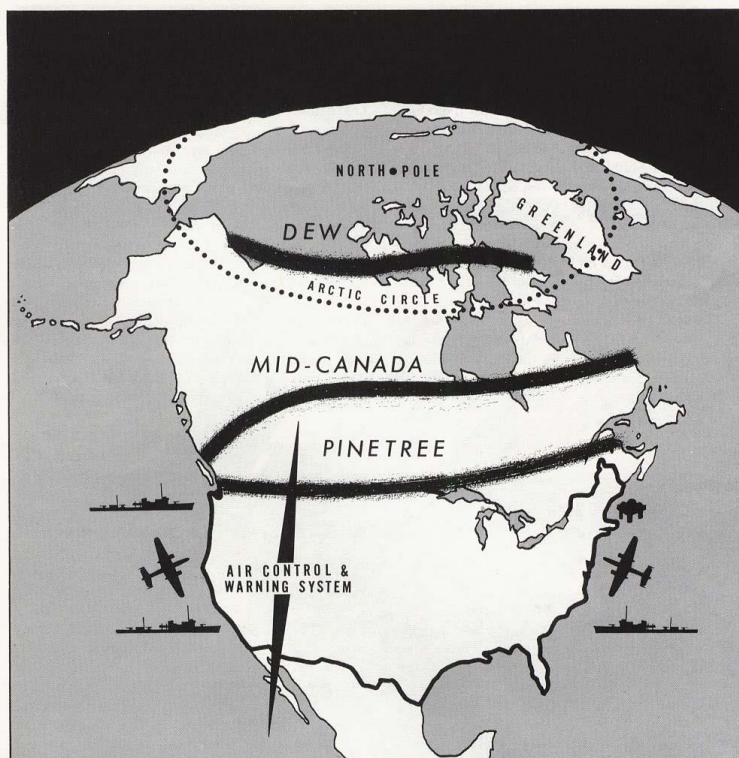 NORTH POLE
GREENLAND
DEW
ARCTIC CIRCLE
MID-CANADA
PINETREE
AIR CONTROL &
WARNING SYSTEM